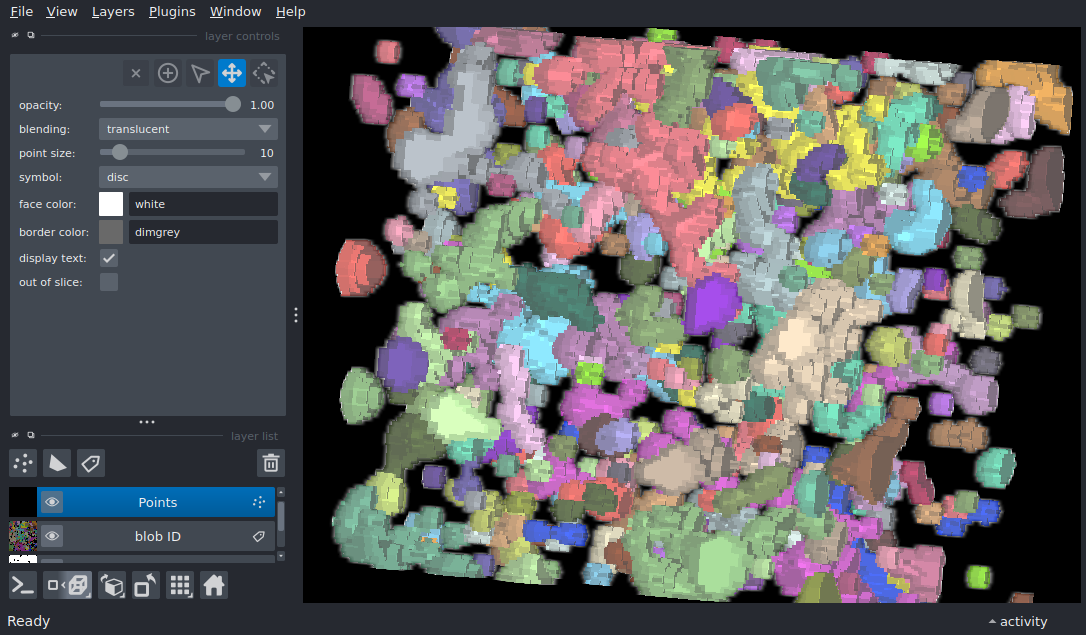 File View Layers Plugins Window Help
layer controls
opacity: 1.00
blending: translucent
point size: 10
symbol: disc
face color: white
border color: dimgrey
display text:
out of slice:
layer list
Points
blob ID
Ready activity